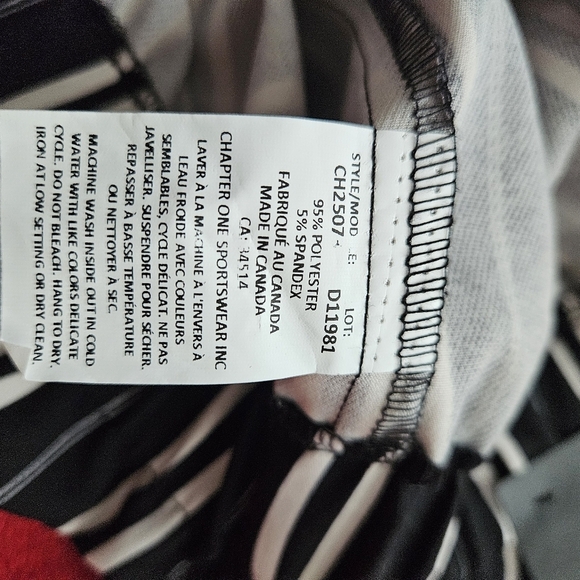 STYLE/MOD E: LOT:
CH2507 D11981
95% POLYESTER
5% SPANDEX
FABRIQUÉ AU CANADA
MADE IN CANADA
CA: 34514
CHAPTER ONE SPORTSWEAR INC
LAVER À LA MACHINE À L'ENVERS À
L'EAU FROIDE AVEC COULEURS
SEMBLABLES, CYCLE DÉLICAT. NE PAS
JAVELLISER. SUSPENDRE POUR SÉCHER.
REPASSER À BASSE TEMPÉRATURE
OU NETTOYER À SEC.
MACHINE WASH INSIDE OUT IN COLD
WATER WITH LIKE COLORS DELICATE
CYCLE. DO NOT BLEACH. HANG TO DRY.
IRON AT LOW SETTING OR DRY CLEAN.